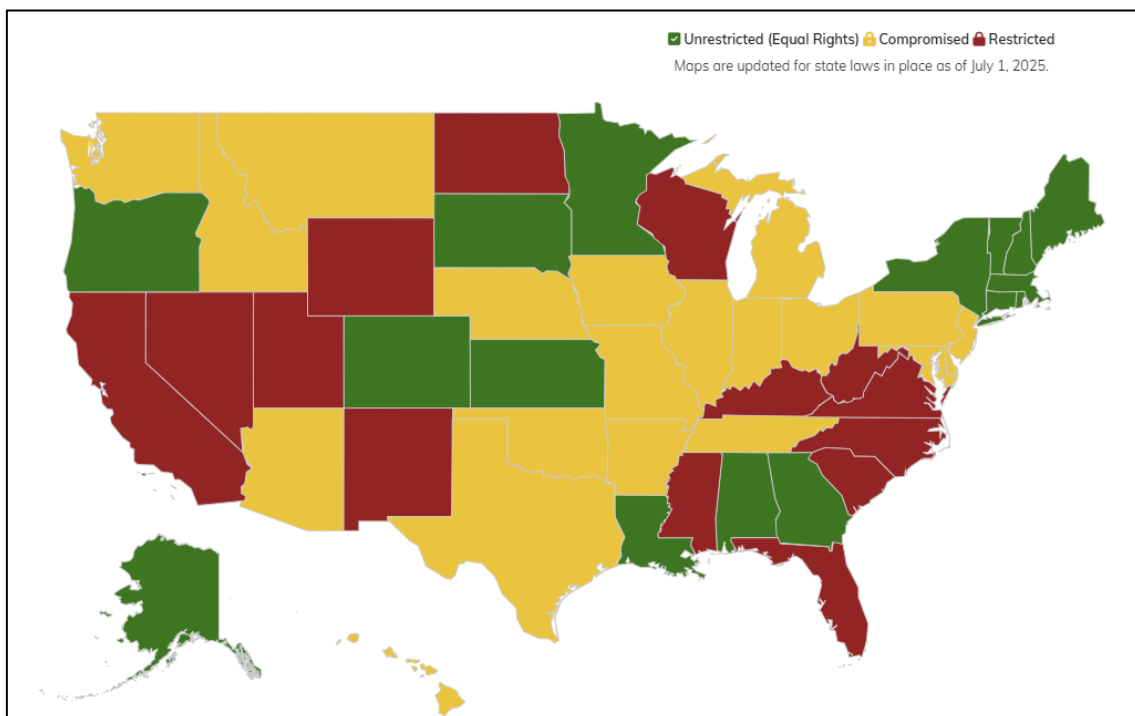 Unrestricted (Equal Rights) Compromised Restricted
Maps are updated for state laws in place as of July 1, 2025.